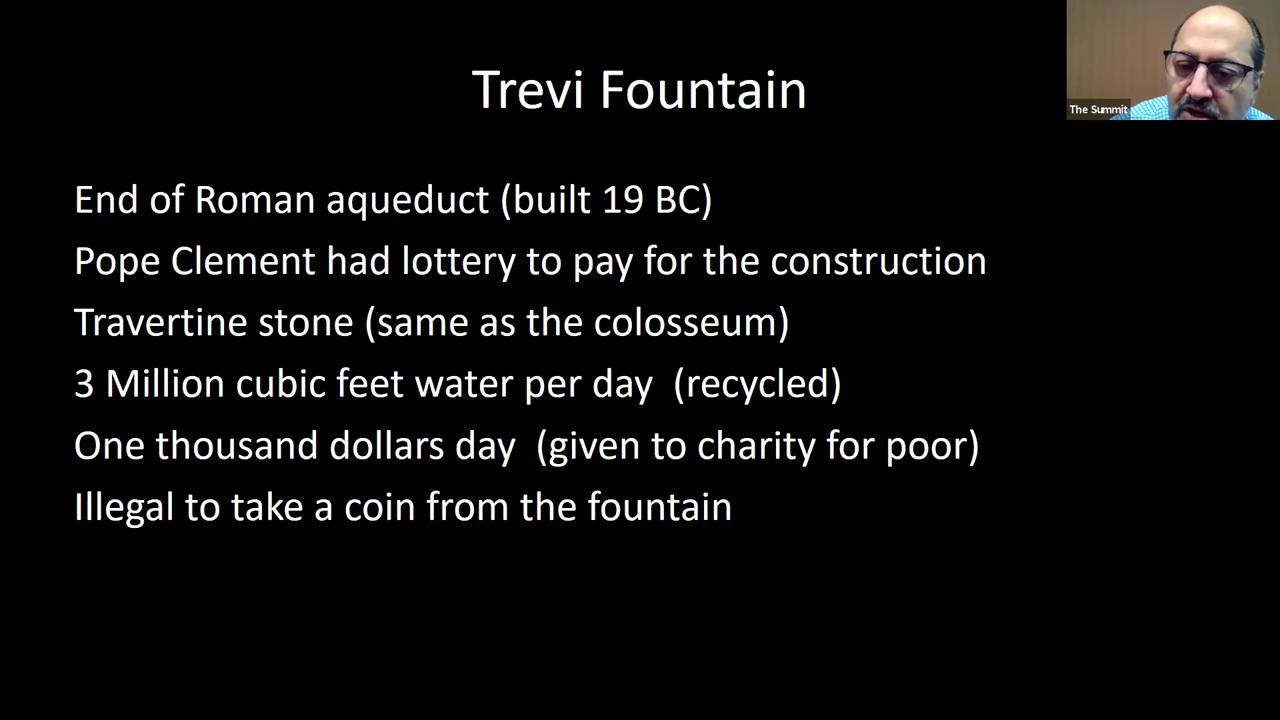 Trevi Fountain
The Summit
End of Roman aqueduct (built 19 BC)
Pope Clement had lottery to pay for the construction
Travertine stone (same as the colosseum)
3 Million cubic feet water per day  (recycled)
One thousand dollars day  (given to charity for poor)
Illegal to take a coin from the fountain